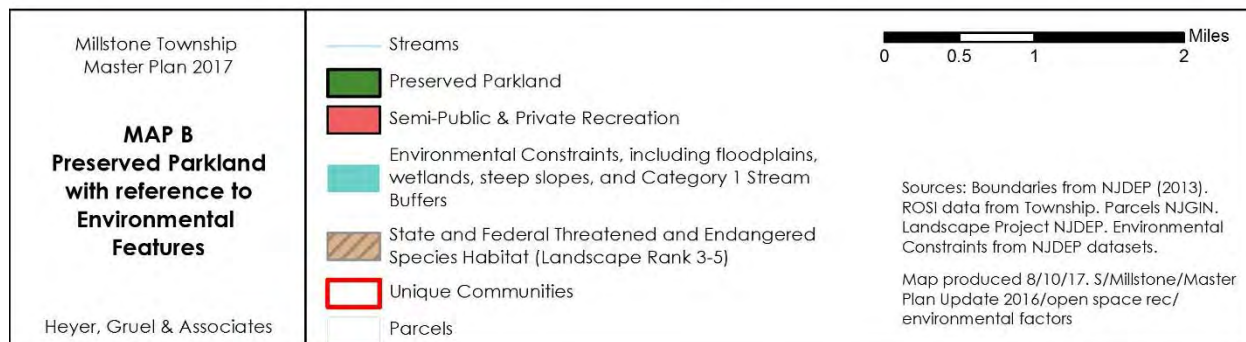 Millstone Township
Master Plan 2017
MAP B
Preserved Parkland
with reference to
Environmental
Features
Heyer, Gruel & Associates
Streams
Preserved Parkland
Semi-Public & Private Recreation
Environmental Constraints, including floodplains,
wetlands, steep slopes, and Category 1 Stream
Buffers
State and Federal Threatened and Endangered
Species Habitat (Landscape Rank 3-5)
Unique Communities
Parcels
Miles
0 0.5 1 2
Sources: Boundaries from NJDEP (2013).
ROSI data from Township. Parcels NJGIN.
Landscape Project NJDEP. Environmental
Constraints from NJDEP datasets.
Map produced 8/10/17. S/Millstone/Master
Plan Update 2016/open space rec/
environmental factors